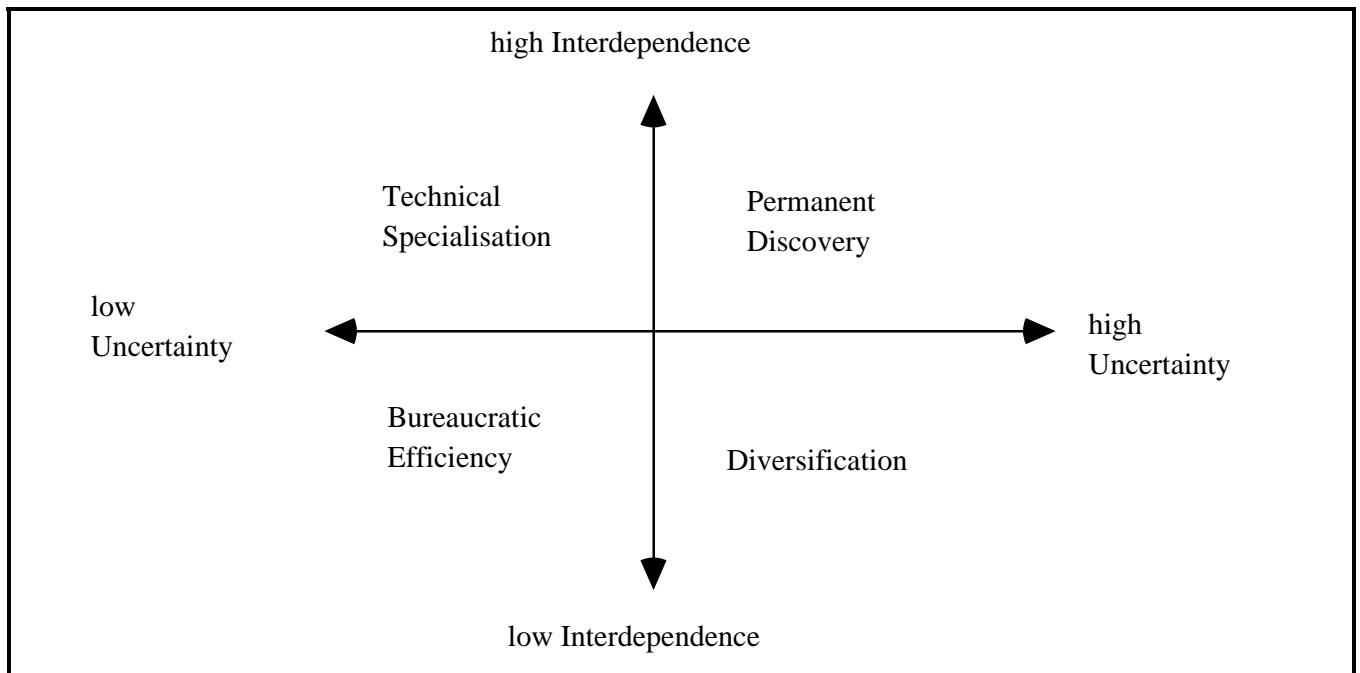 high Interdependence
Technical
Specialisation
Permanent
Discovery
low
Uncertainty
high
Uncertainty
Bureaucratic
Efficiency
Diversification
low Interdependence